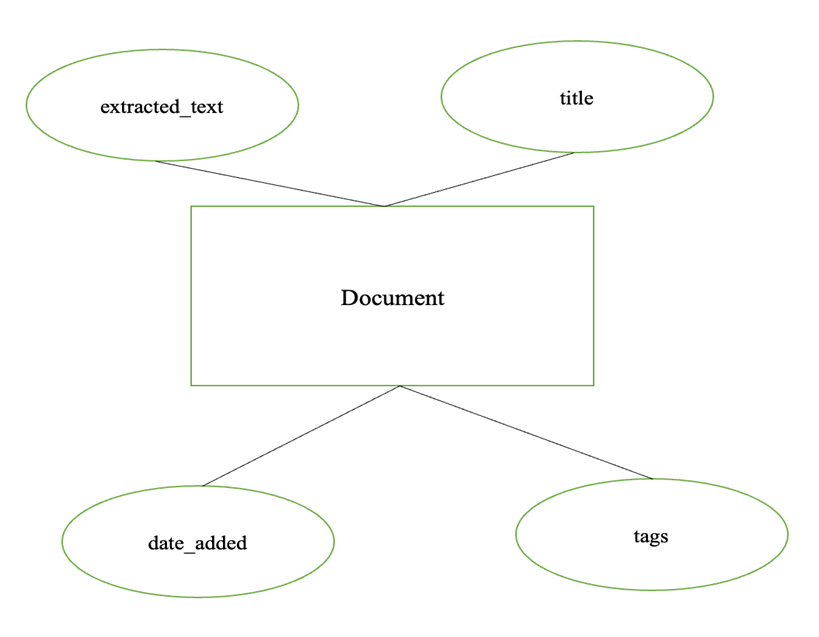 extracted_text
title
Document
date_added
tags